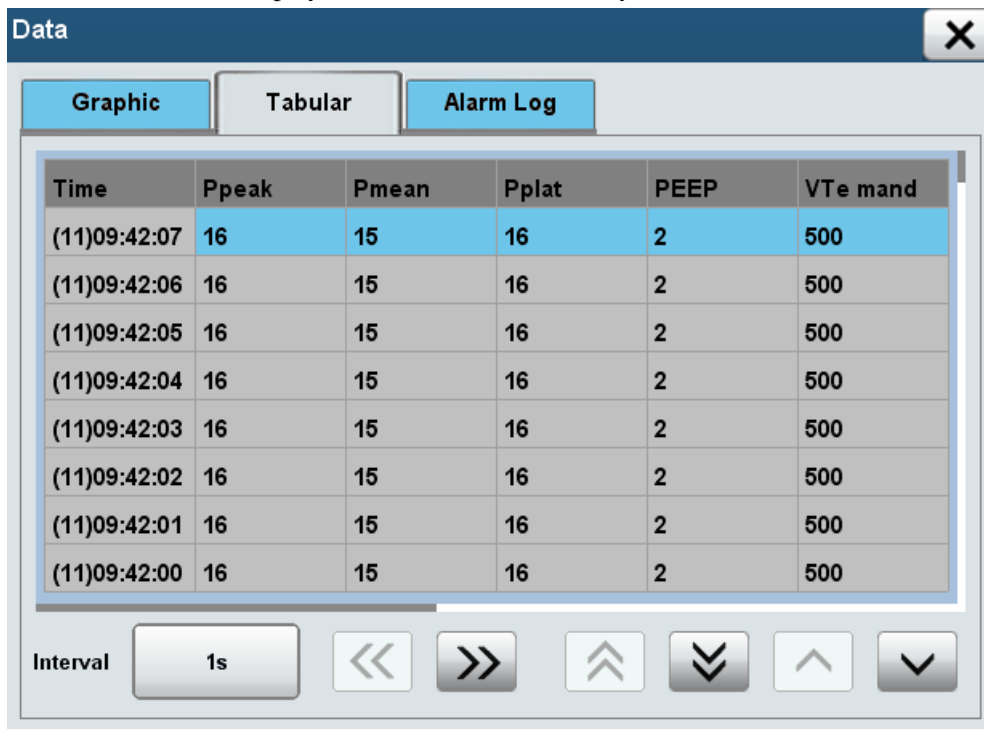 Data
Graphic Tabular Alarm Log
Time Ppeak Pmean Pplat PEEP VTe mand
(11)09:42:07 16 15 16 2 500
(11)09:42:06 16 15 16 2 500
(11)09:42:05 16 15 16 2 500
(11)09:42:04 16 15 16 2 500
(11)09:42:03 16 15 16 2 500
(11)09:42:02 16 15 16 2 500
(11)09:42:01 16 15 16 2 500
(11)09:42:00 16 15 16 2 500
Interval 1s